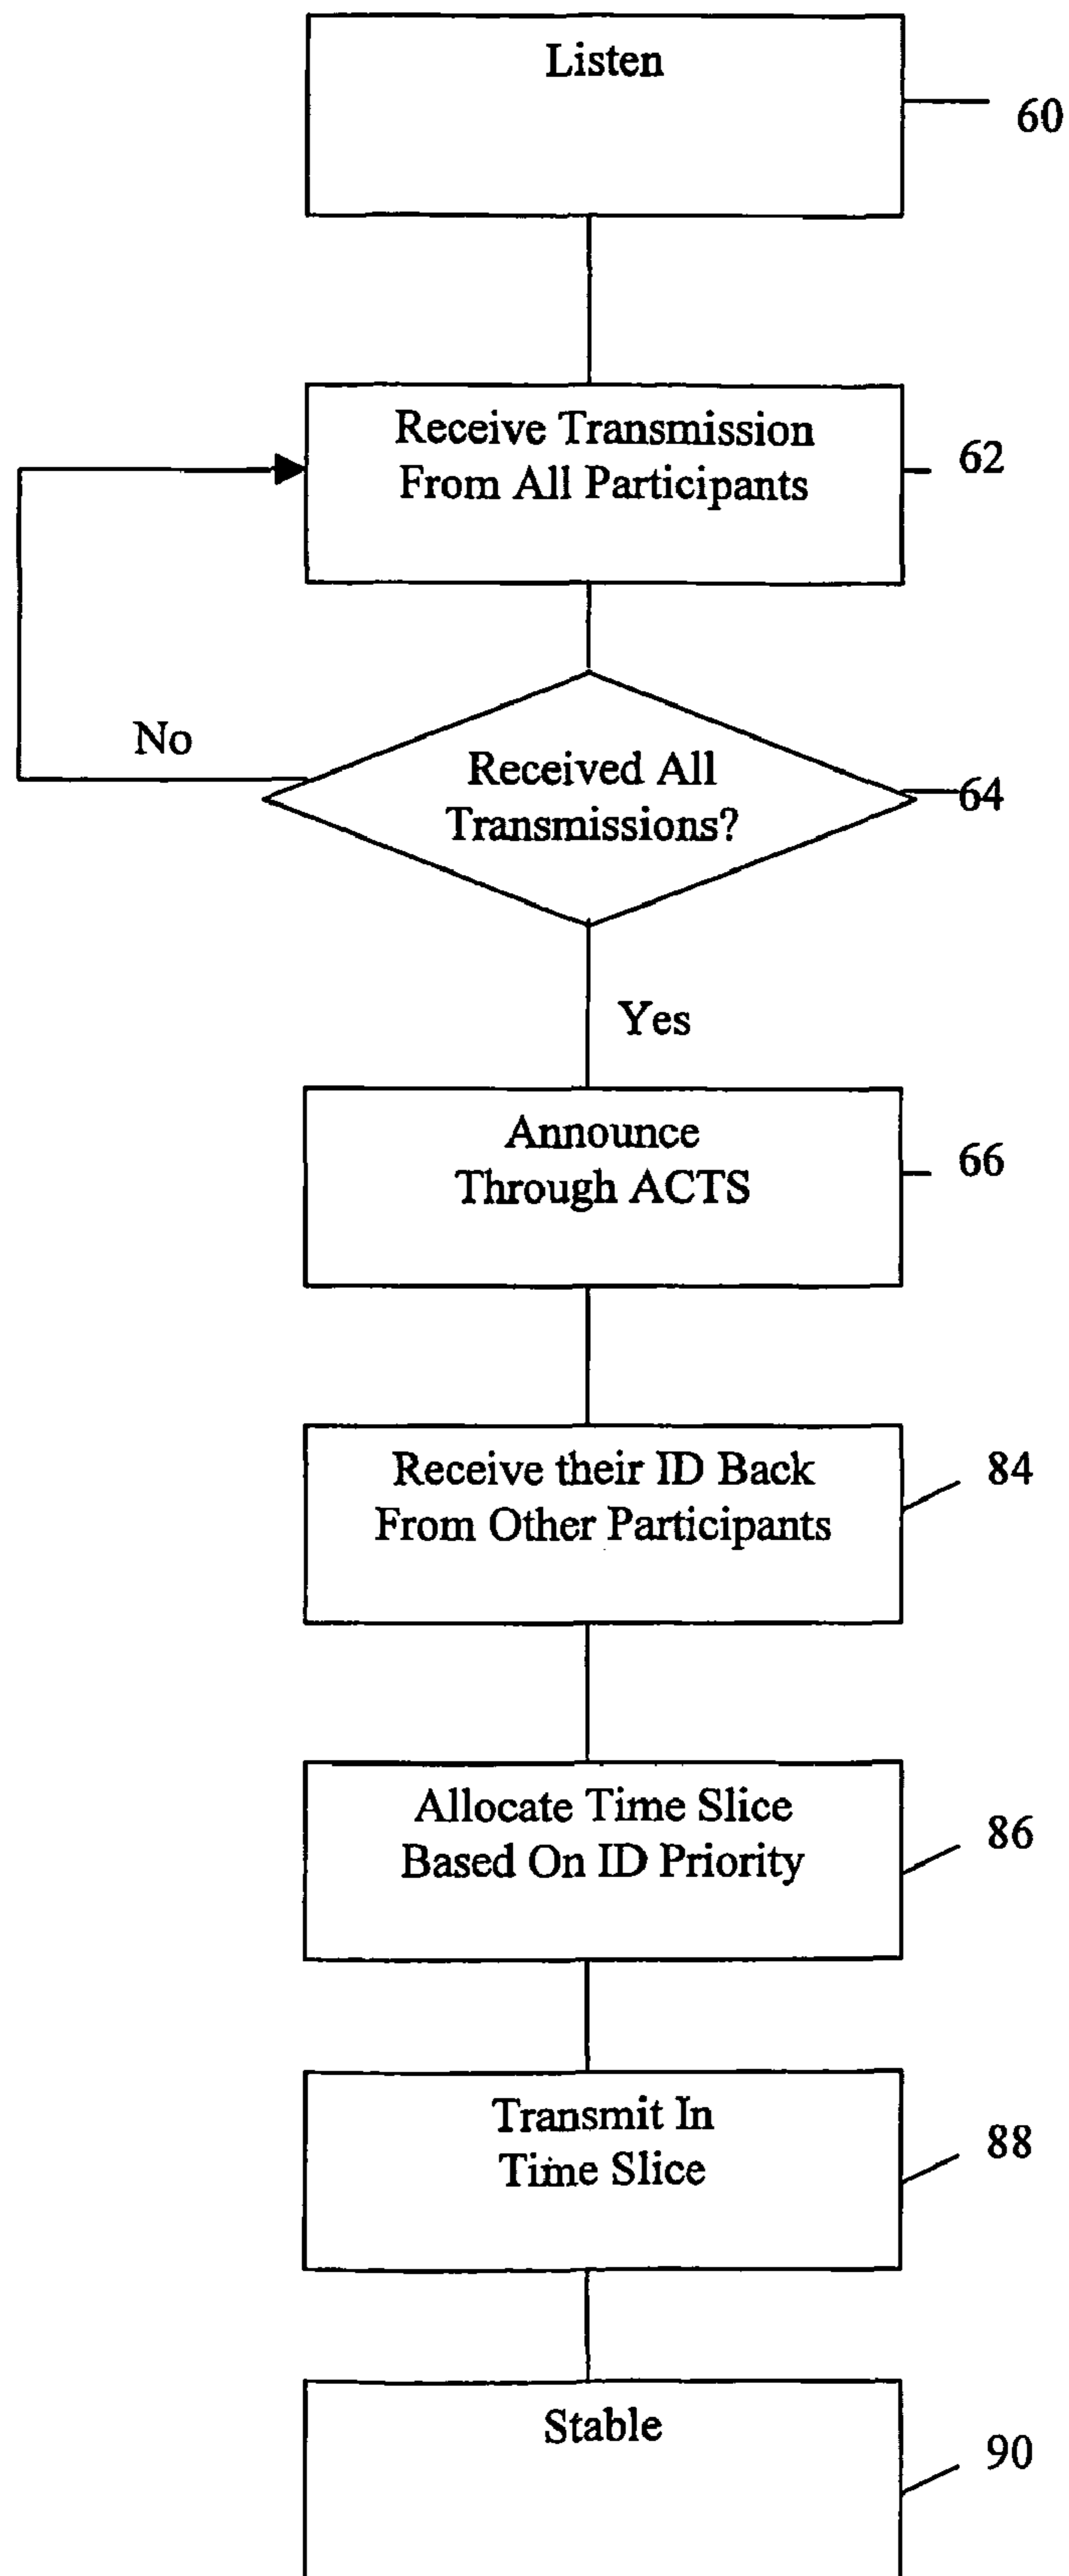 Listen
60
Receive Transmission
From All Participants
62
No
Received All
Transmissions?
64
Yes
Announce
Through ACTS
66
Receive their ID Back
From Other Participants
84
Allocate Time Slice
Based On ID Priority
86
Transmit In
Time Slice
88
Stable
90